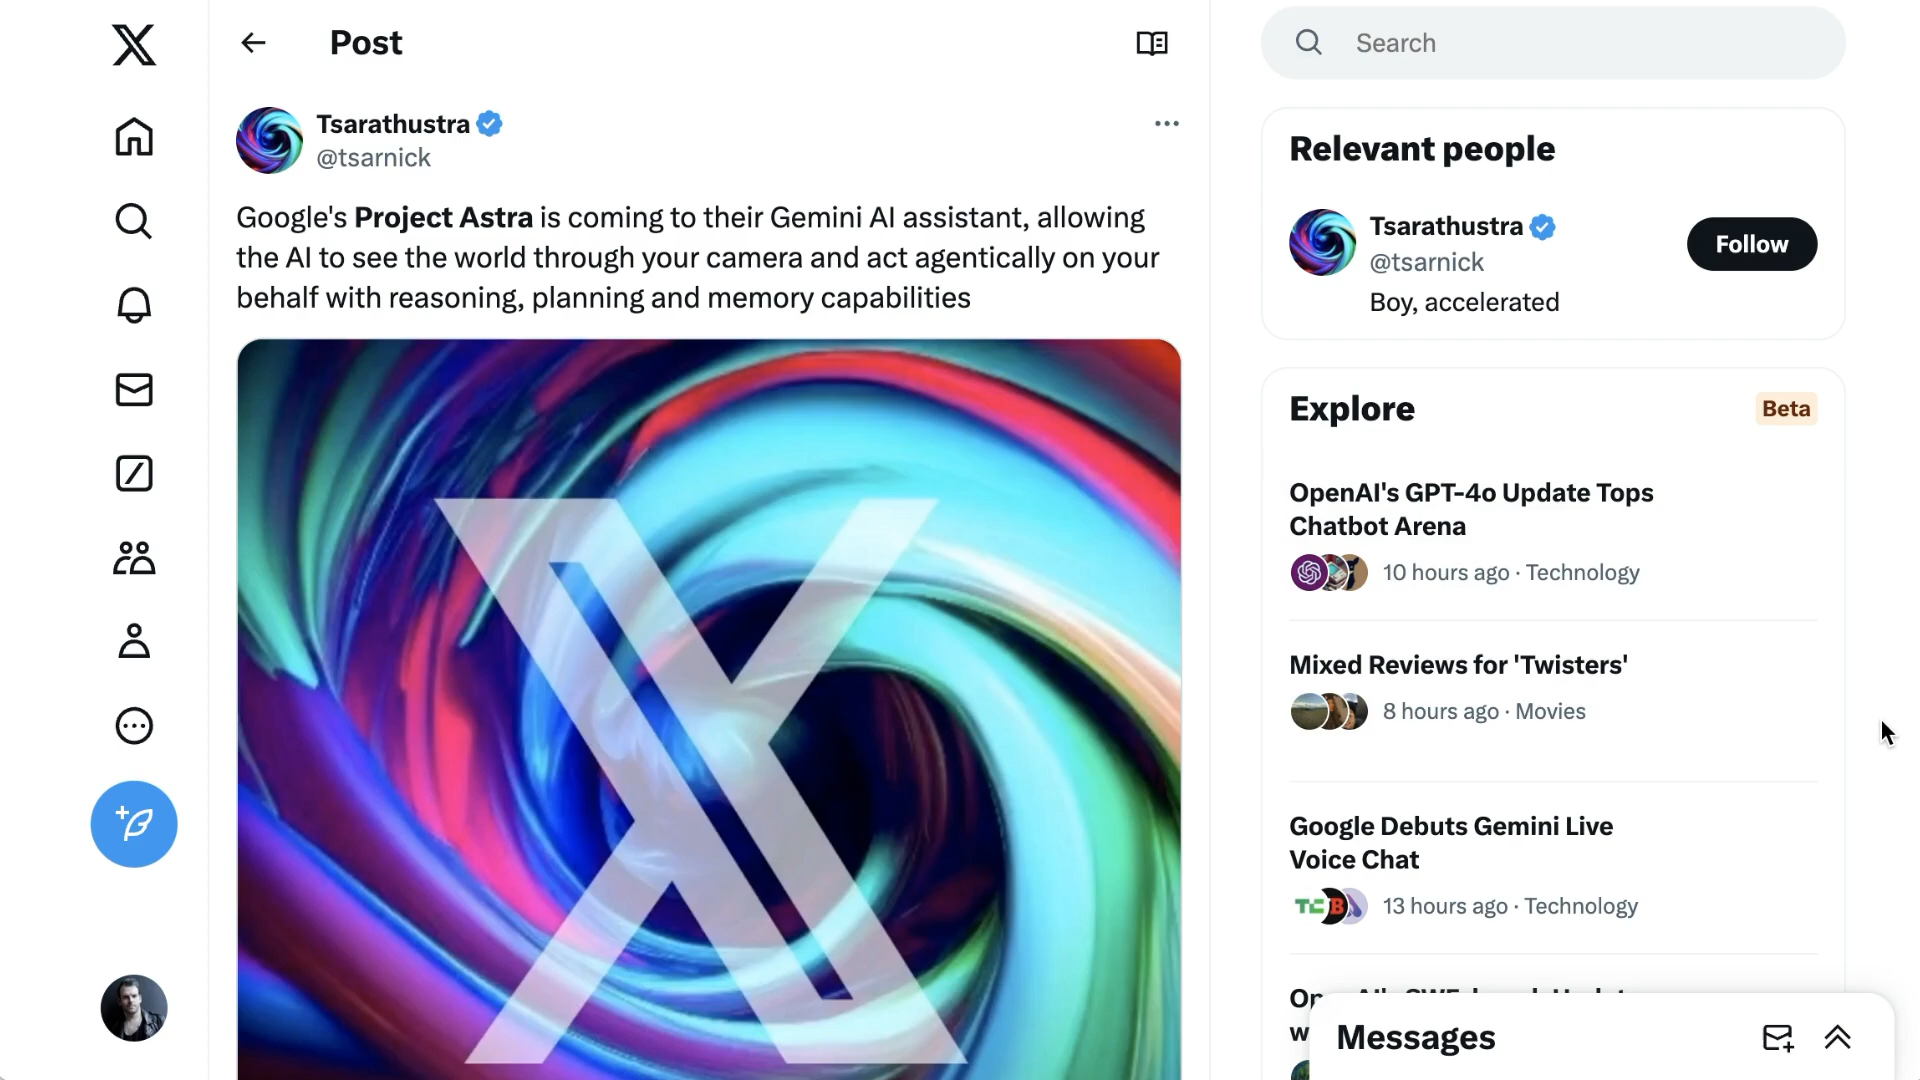 Post
Search
Tsarathustra
@tsarnick
Google's Project Astra is coming to their Gemini AI assistant, allowing
the AI to see the world through your camera and act agentically on your
behalf with reasoning, planning and memory capabilities
Relevant people
Tsarathustra
@tsarnick
Follow
Boy, accelerated
Explore
Beta
OpenAI's GPT-4o Update Tops
Chatbot Arena
10 hours ago · Technology
Mixed Reviews for 'Twisters'
8 hours ago · Movies
Google Debuts Gemini Live
Voice Chat
13 hours ago · Technology
Messages